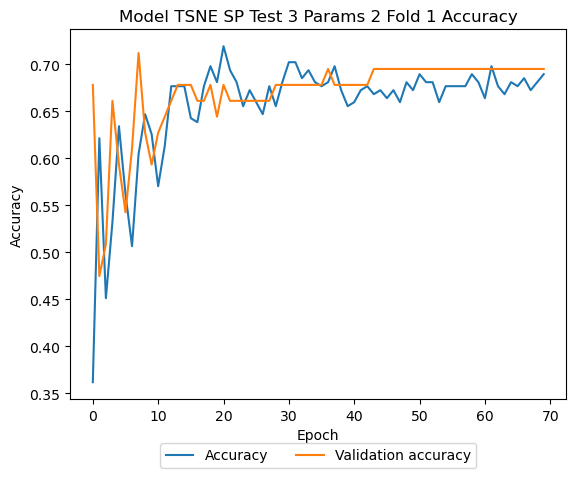 Model TSNE SP Test 3 Params 2 Fold 1 Accuracy
0.70
0.65
0.60
0.55
0.50
0.45
0.40
0.35
Accuracy
0 10 20 30 40 50 60 70
Epoch
Accuracy Validation accuracy